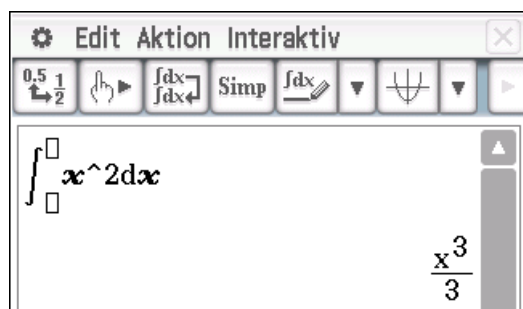 Edit Aktion Interaktiv
0.5 1/2 ∫dx ∫dx Simp ∫dx
∫□□ x^2dx
x^3/3